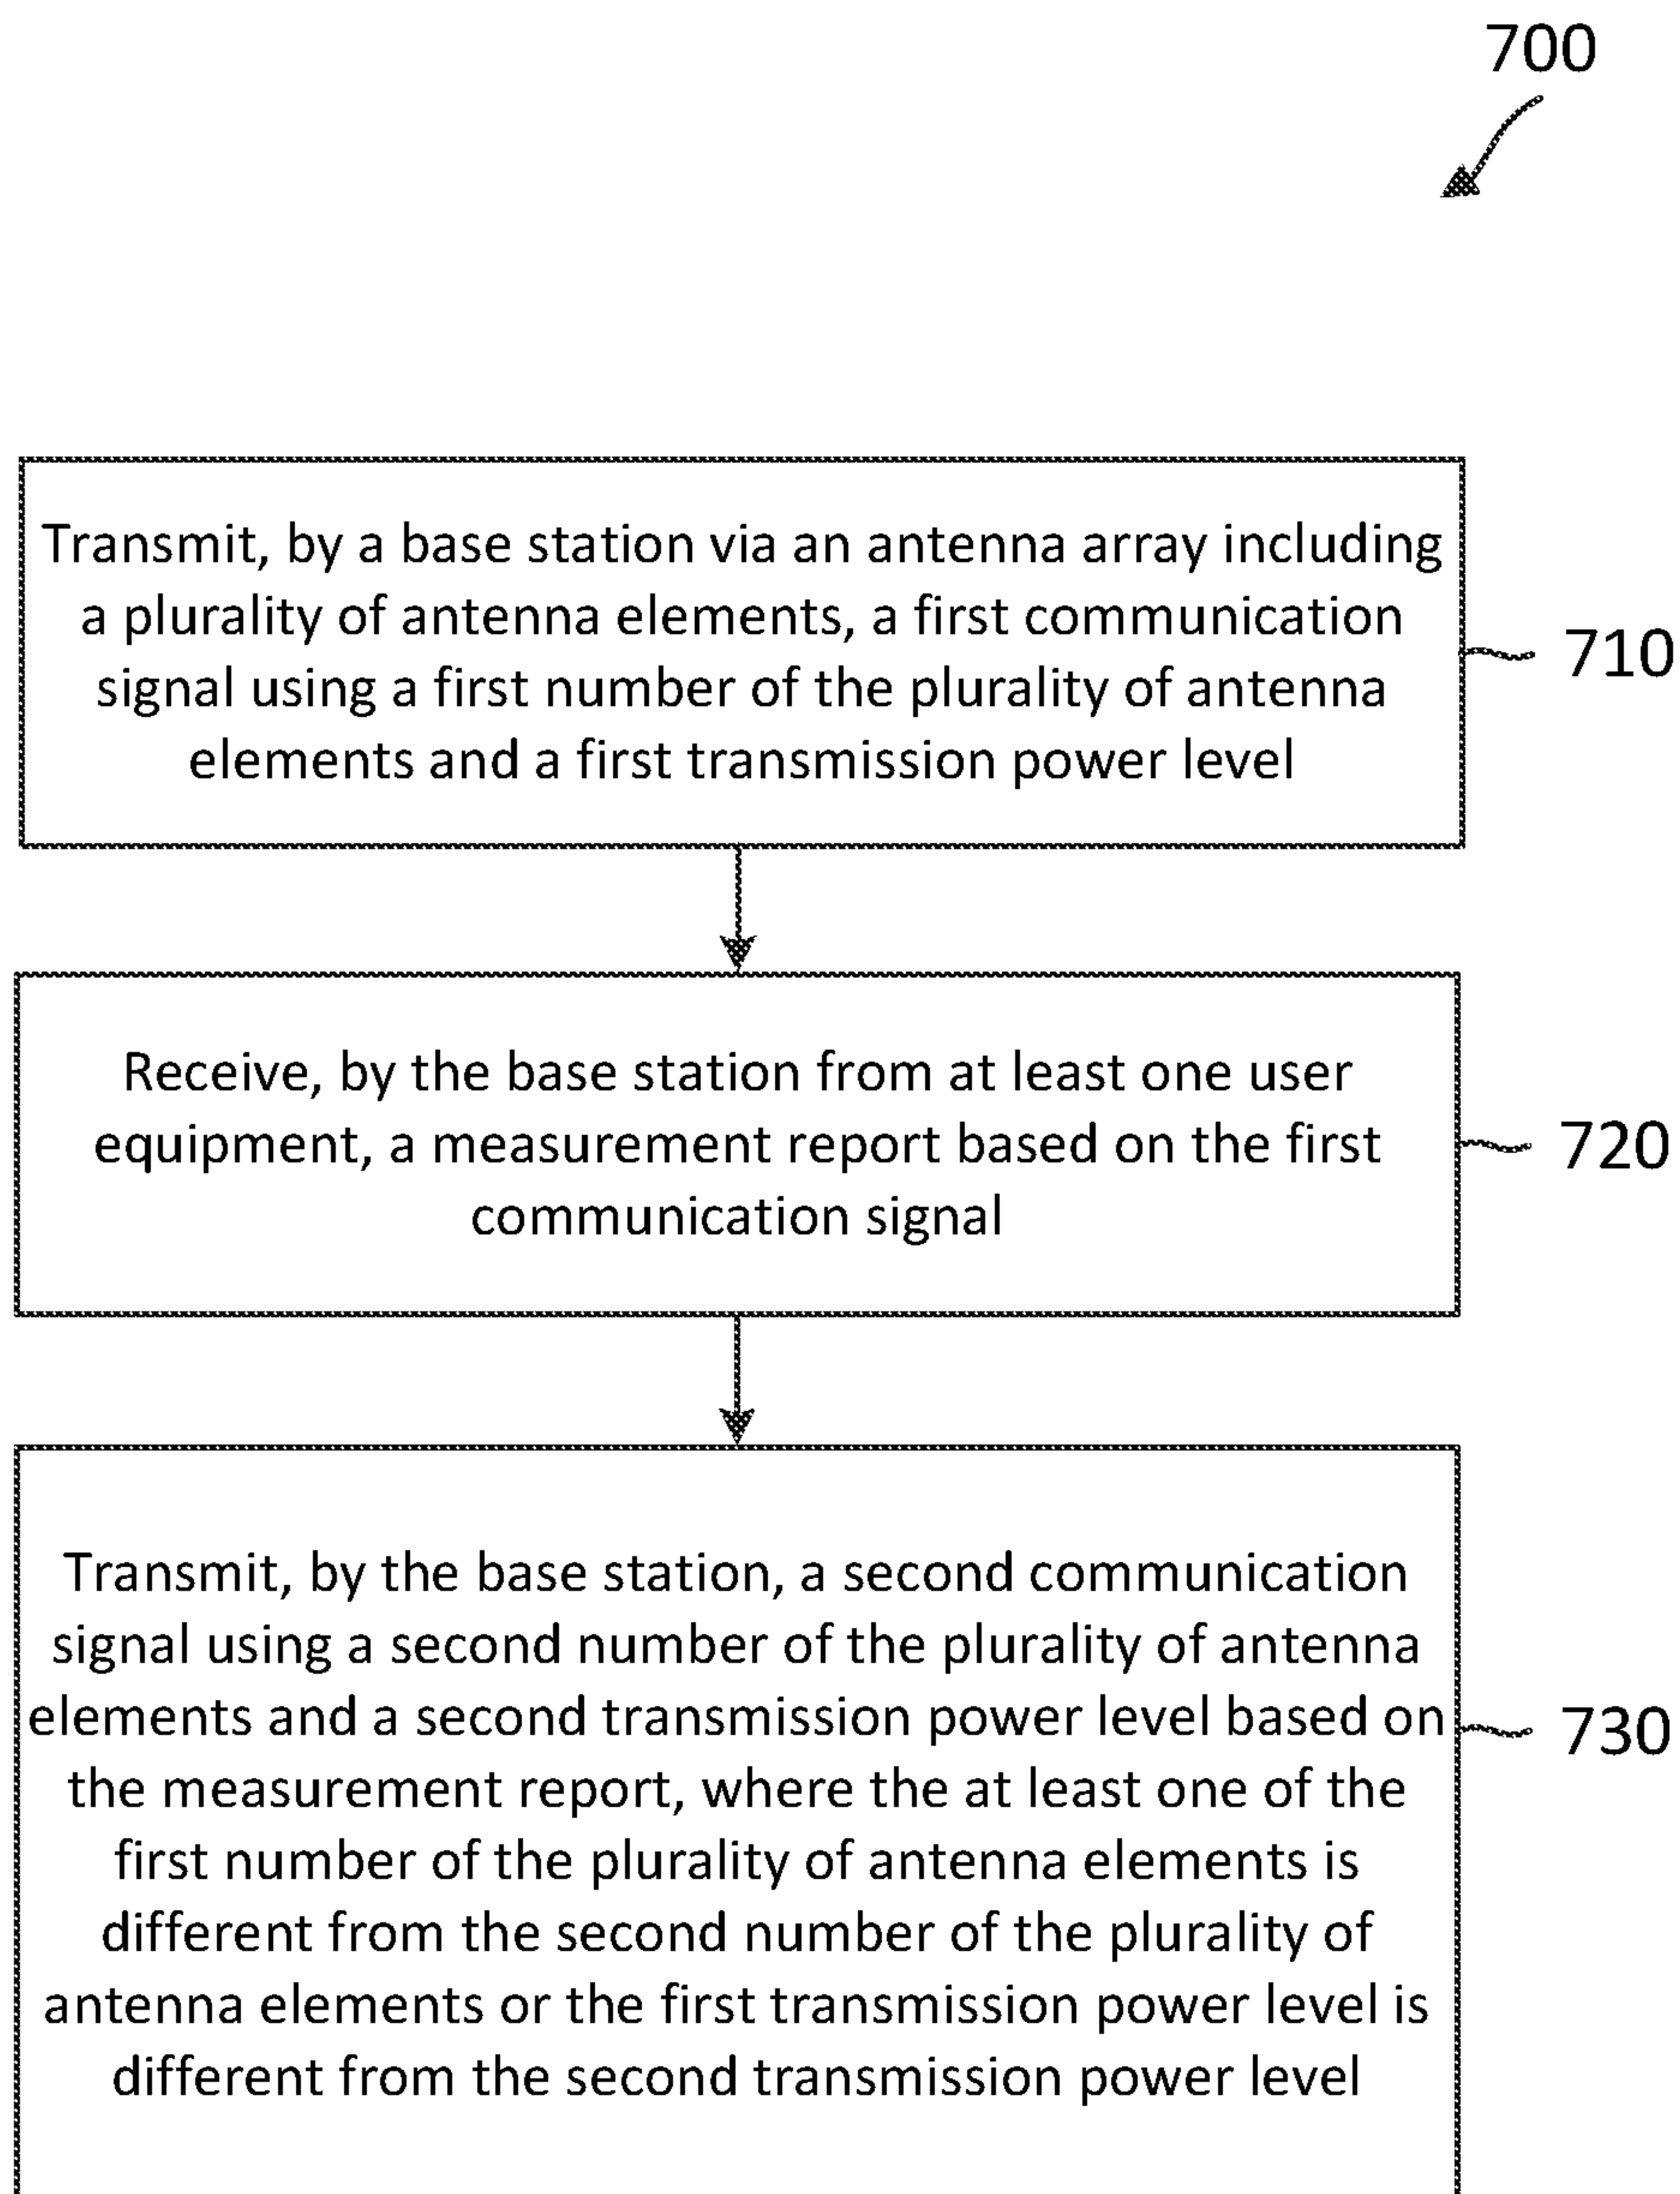 700
Transmit, by a base station via an antenna array including
a plurality of antenna elements, a first communication
signal using a first number of the plurality of antenna
elements and a first transmission power level
710
Receive, by the base station from at least one user
equipment, a measurement report based on the first
communication signal
720
Transmit, by the base station, a second communication
signal using a second number of the plurality of antenna
elements and a second transmission power level based on
the measurement report, where the at least one of the
first number of the plurality of antenna elements is
different from the second number of the plurality of
antenna elements or the first transmission power level is
different from the second transmission power level
730